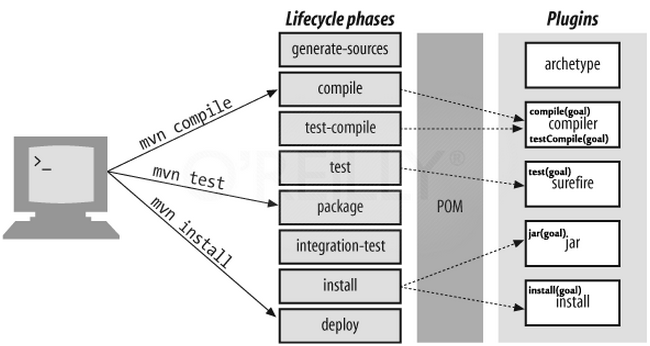 Lifecycle phases
Plugins
generate-sources
compile
test-compile
test
package
integration-test
install
deploy
>_
mvn compile
mvn test
mvn install
O'REILLY®
POM
archetype
compile(goal)
compiler
testCompile(goal)
test(goal)
surefire
jar(goal)
jar
install(goal)
install